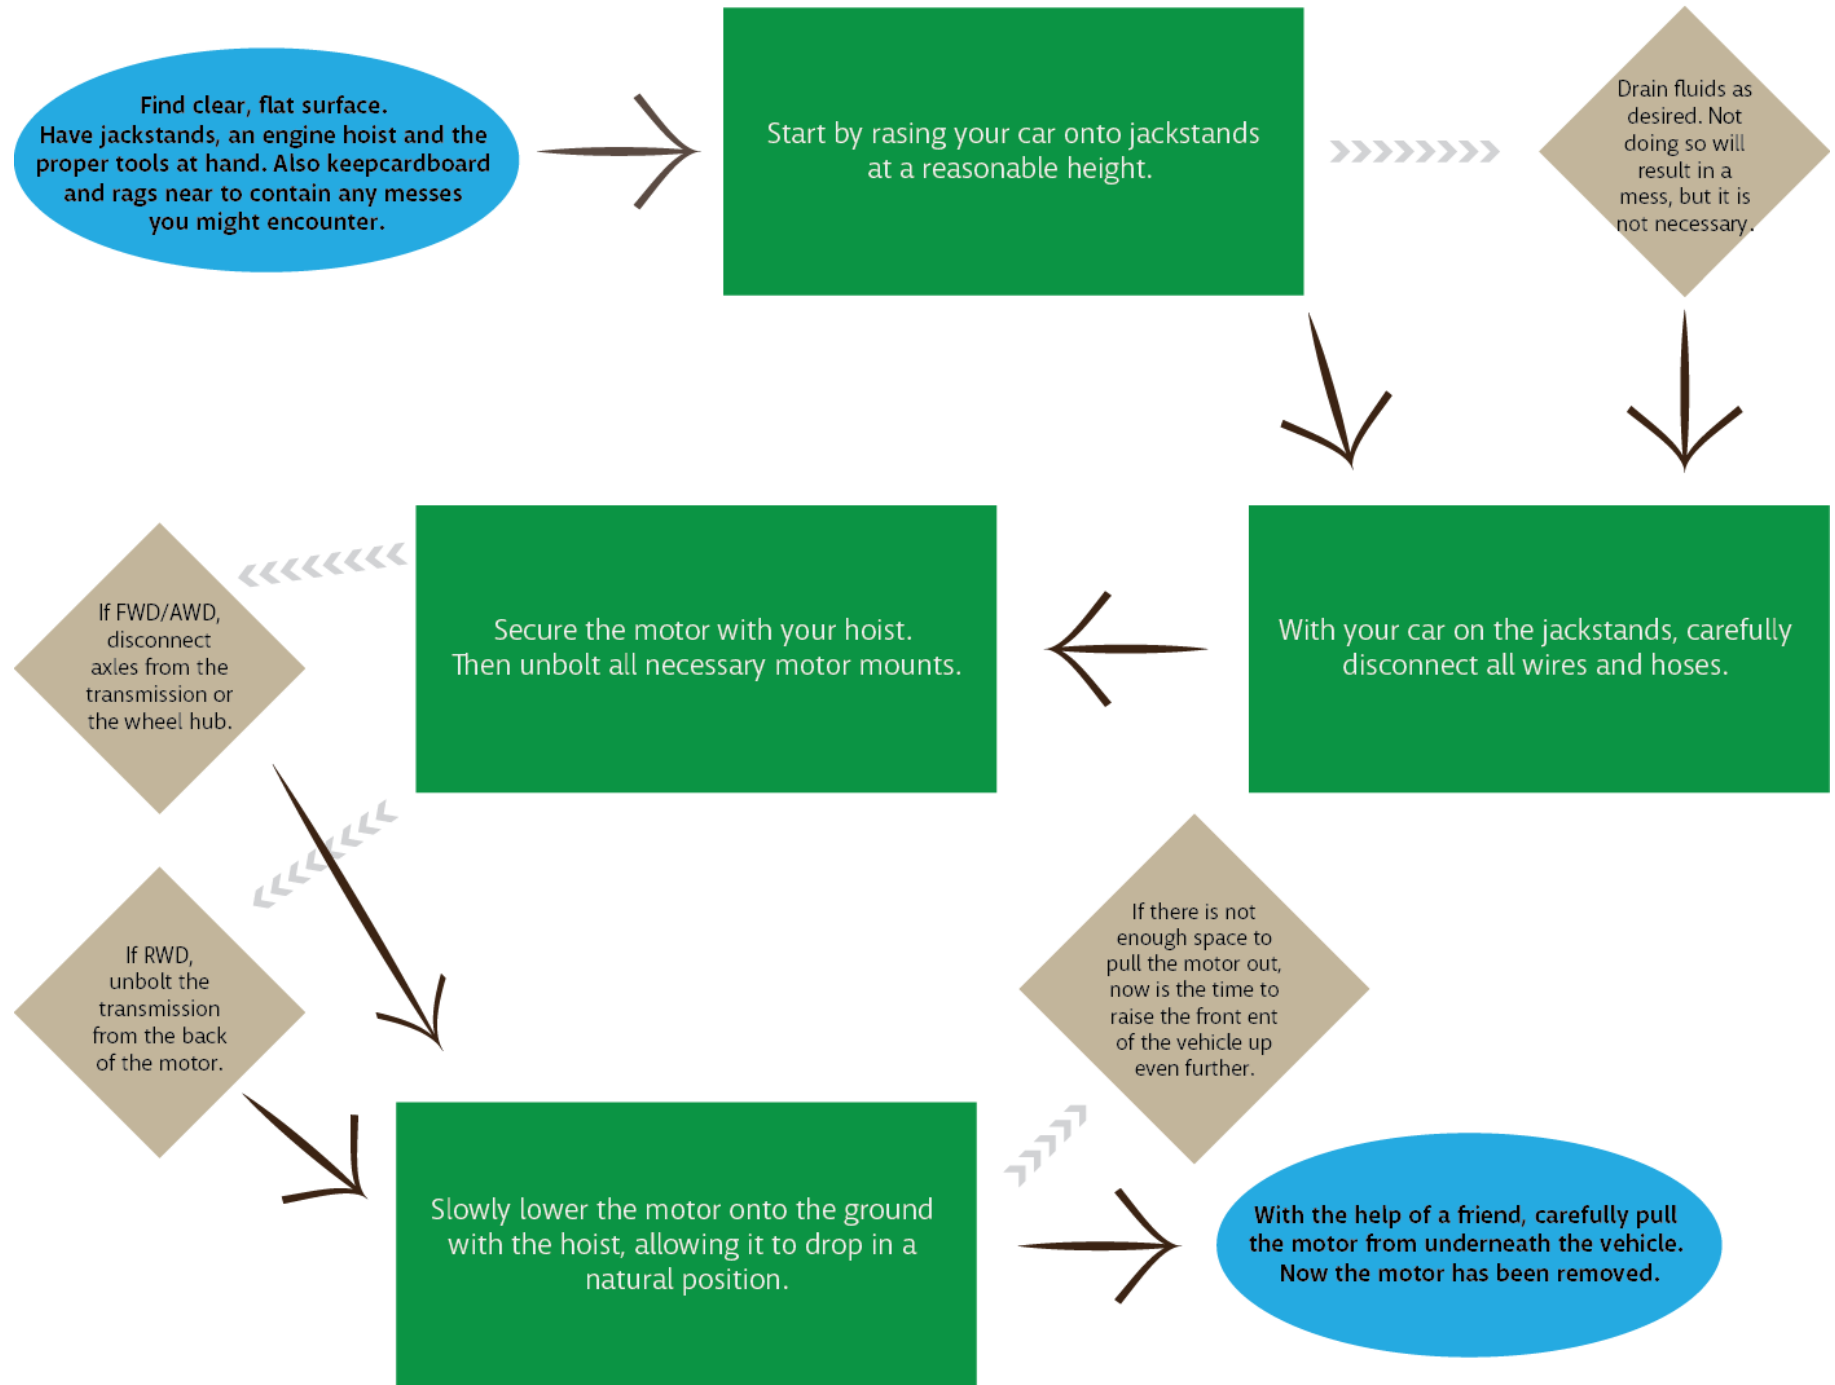 Find clear, flat surface.
Have jackstands, an engine hoist and the
proper tools at hand. Also keepcardboard
and rags near to contain any messes
you might encounter.
Start by rasing your car onto jackstands
at a reasonable height.
Drain fluids as
desired. Not
doing so will
result in a
mess, but it is
not necessary.
With your car on the jackstands, carefully
disconnect all wires and hoses.
Secure the motor with your hoist.
Then unbolt all necessary motor mounts.
If FWD/AWD,
disconnect
axles from the
transmission or
the wheel hub.
If RWD,
unbolt the
transmission
from the back
of the motor.
Slowly lower the motor onto the ground
with the hoist, allowing it to drop in a
natural position.
If there is not
enough space to
pull the motor out,
now is the time to
raise the front ent
of the vehicle up
even further.
With the help of a friend, carefully pull
the motor from underneath the vehicle.
Now the motor has been removed.